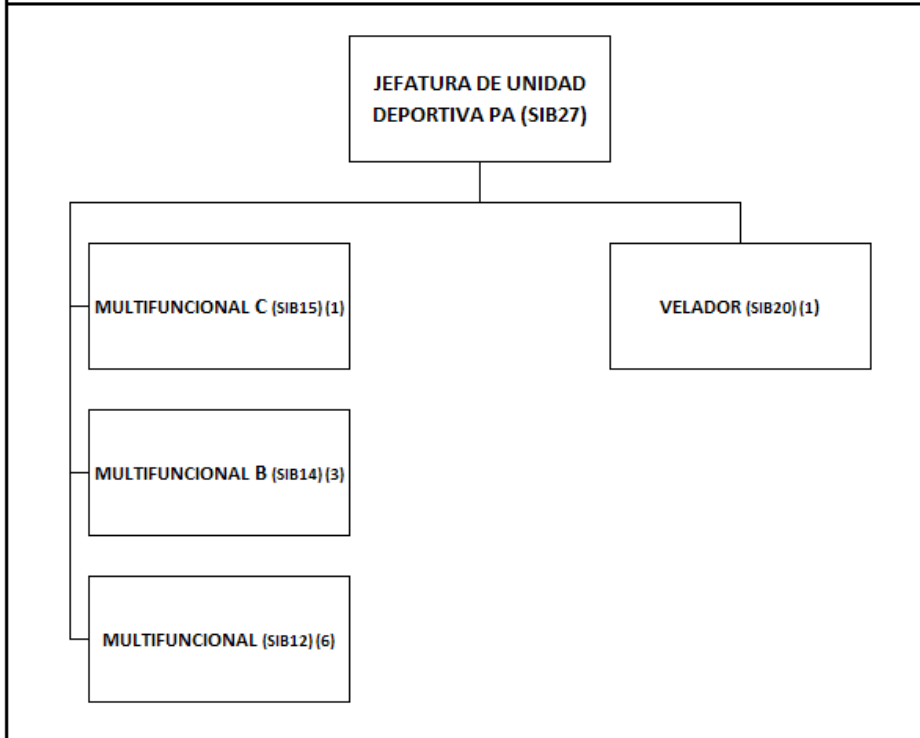 JEFATURA DE UNIDAD
DEPORTIVA PA (SIB27)
MULTIFUNCIONAL C (SIB15)(1)
VELADOR (SIB20)(1)
MULTIFUNCIONAL B (SIB14)(3)
MULTIFUNCIONAL (SIB12)(6)